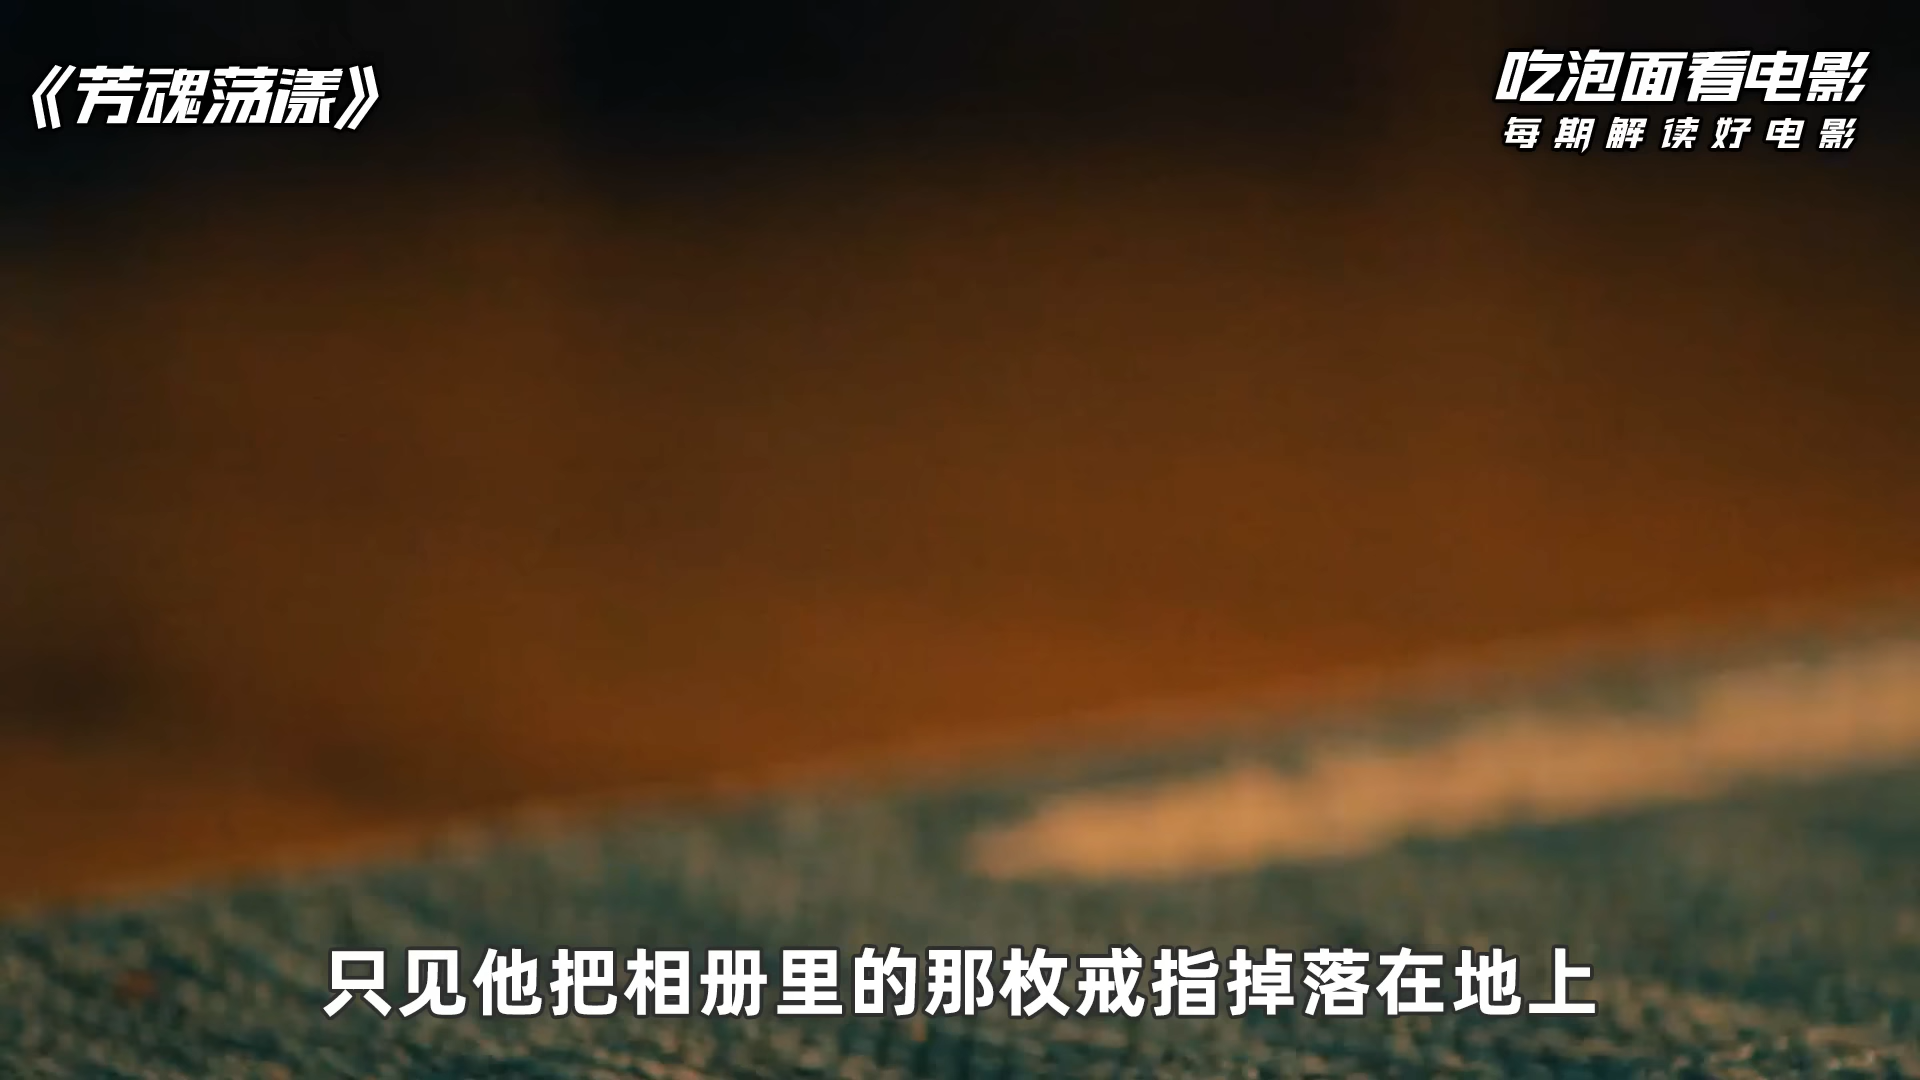 《芳魂荡漾》
吃泡面看电影
每期解读好电影
只见他把相册里的那枚戒指掉落在地上